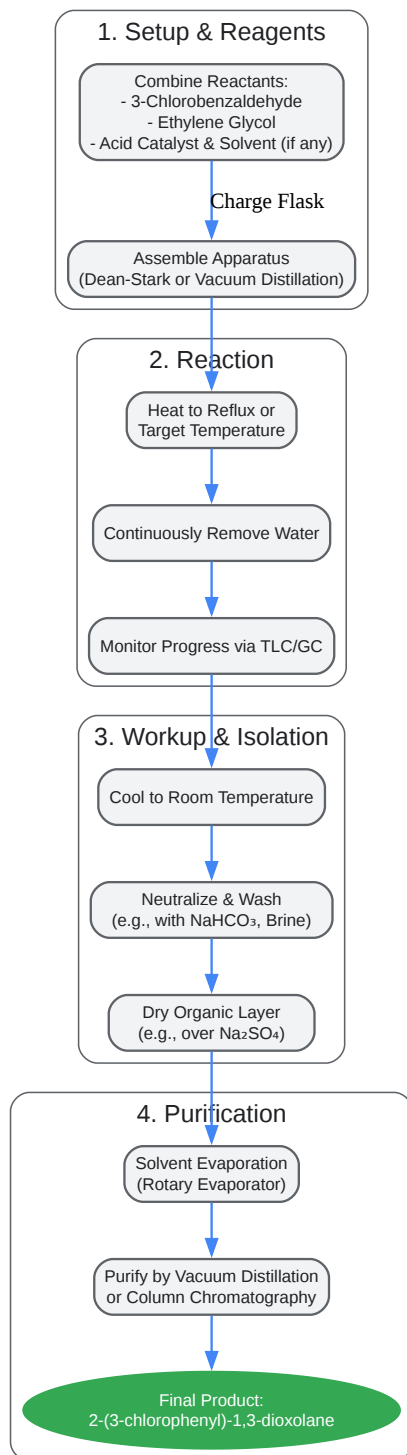 1. Setup & Reagents
Combine Reactants:
- 3-Chlorobenzaldehyde
- Ethylene Glycol
- Acid Catalyst & Solvent (if any)
Charge Flask
Assemble Apparatus
(Dean-Stark or Vacuum Distillation)
2. Reaction
Heat to Reflux or
Target Temperature
Continuously Remove Water
Monitor Progress via TLC/GC
3. Workup & Isolation
Cool to Room Temperature
Neutralize & Wash
(e.g., with NaHCO₃, Brine)
Dry Organic Layer
(e.g., over Na₂SO₄)
4. Purification
Solvent Evaporation
(Rotary Evaporator)
Purify by Vacuum Distillation
or Column Chromatography
Final Product:
2-(3-chlorophenyl)-1,3-dioxolane